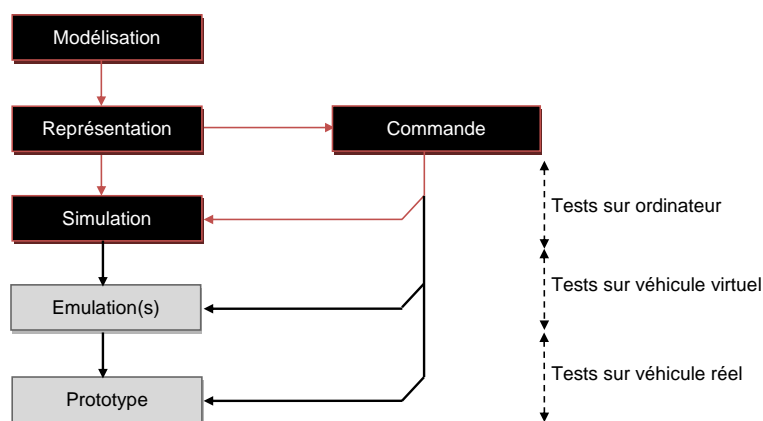 Modélisation
Représentation
Commande
Simulation
Tests sur ordinateur
Emulation(s)
Tests sur véhicule virtuel
Prototype
Tests sur véhicule réel